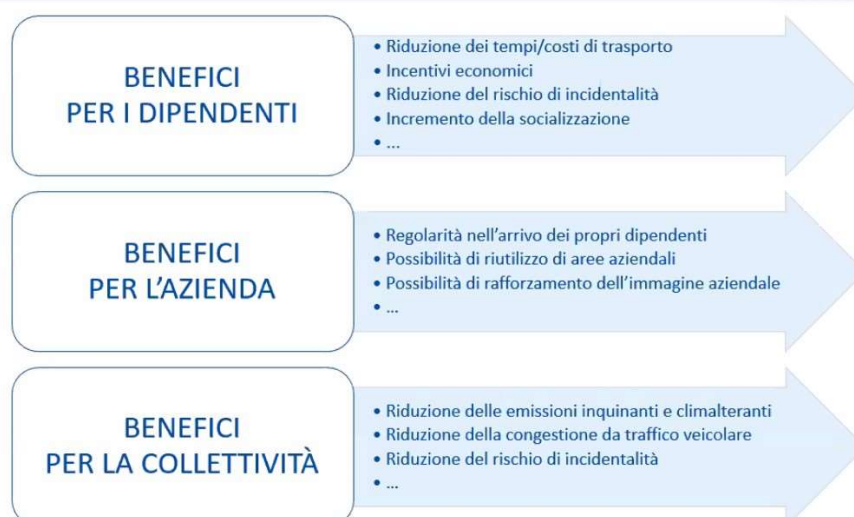 BENEFICI
PER I DIPENDENTI
• Riduzione dei tempi/costi di trasporto
• Incentivi economici
• Riduzione del rischio di incidentalità
• Incremento della socializzazione
• ...
BENEFICI
PER L’AZIENDA
• Regolarità nell’arrivo dei propri dipendenti
• Possibilità di riutilizzo di aree aziendali
• Possibilità di rafforzamento dell’immagine aziendale
• ...
BENEFICI
PER LA COLLETTIVITÀ
• Riduzione delle emissioni inquinanti e climalteranti
• Riduzione della congestione da traffico veicolare
• Riduzione del rischio di incidentalità
• ...